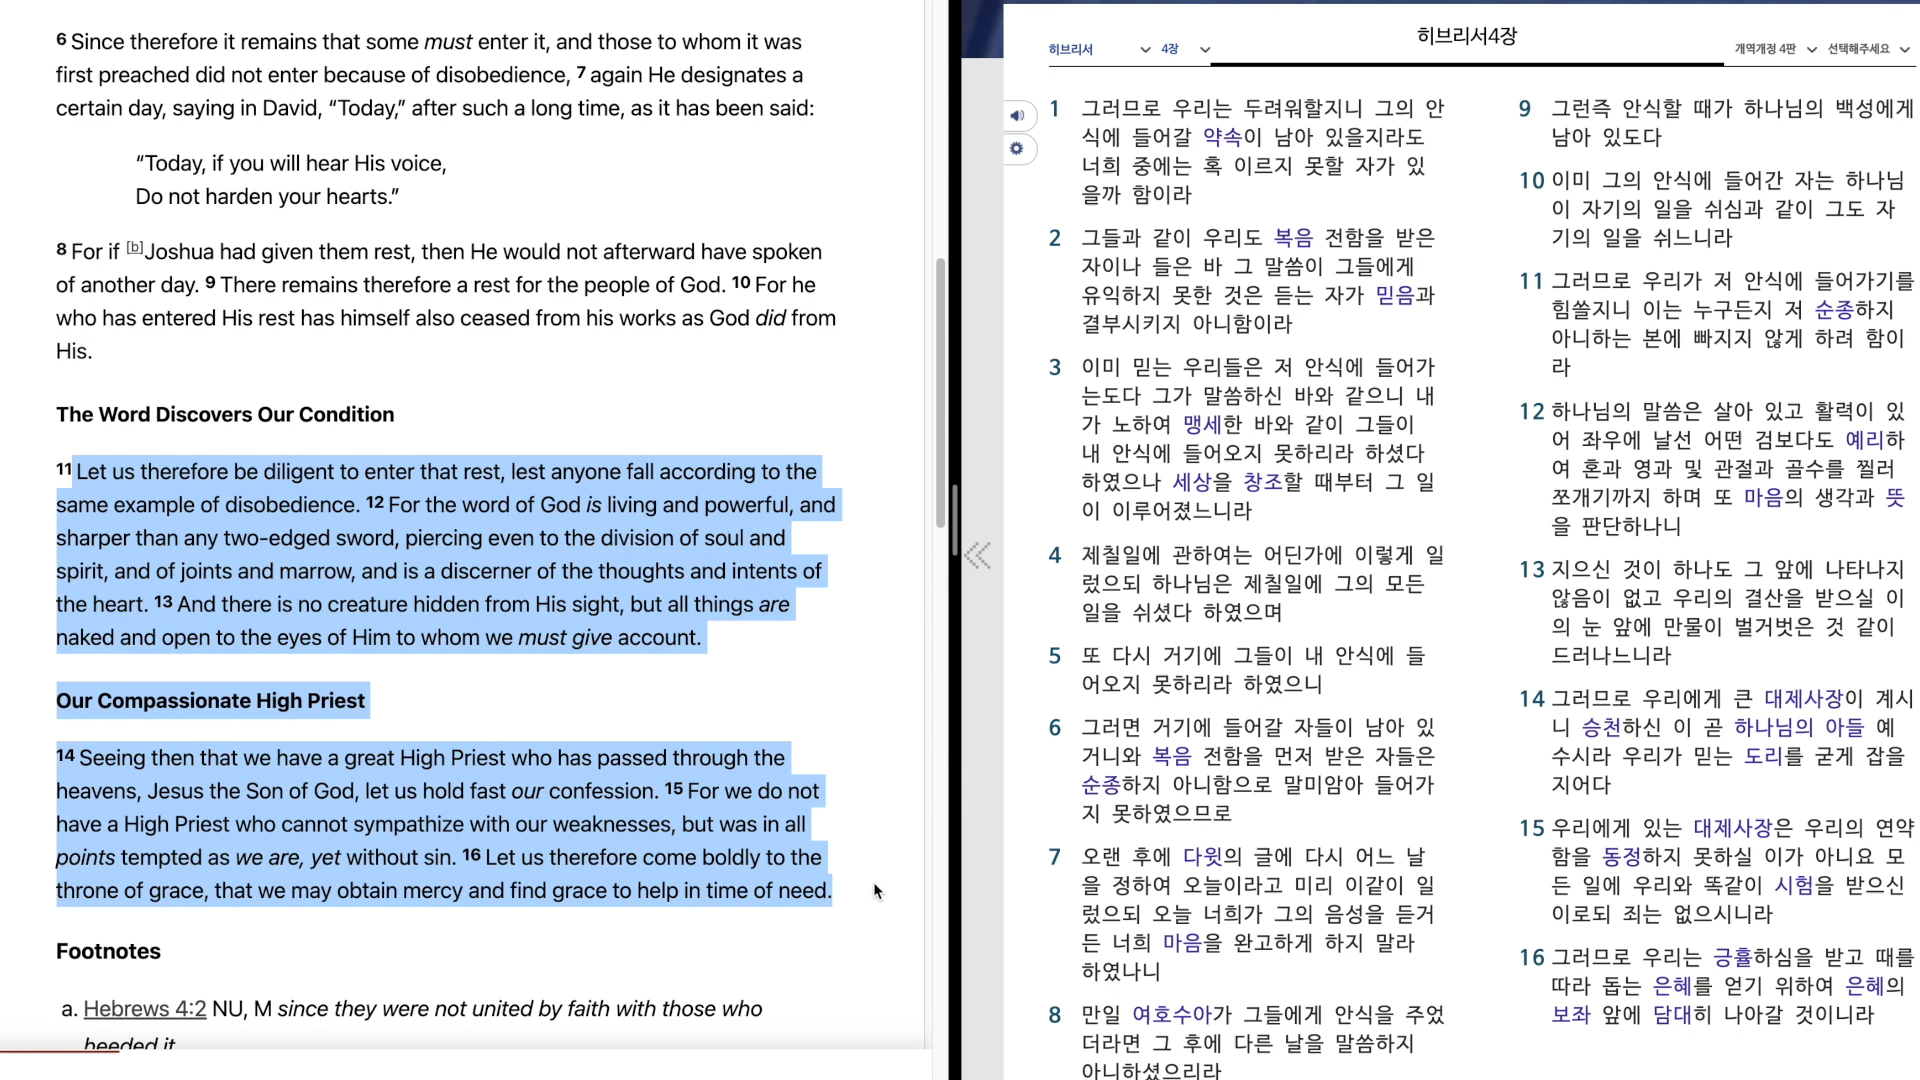 6 Since therefore it remains that some must enter it, and those to whom it was
first preached did not enter because of disobedience, 7 again He designates a
certain day, saying in David, “Today,” after such a long time, as it has been said:
“Today, if you will hear His voice,
Do not harden your hearts.”
8 For if [b]Joshua had given them rest, then He would not afterward have spoken
of another day. 9 There remains therefore a rest for the people of God. 10 For he
who has entered His rest has himself also ceased from his works as God did from
His.
The Word Discovers Our Condition
11 Let us therefore be diligent to enter that rest, lest anyone fall according to the
same example of disobedience. 12 For the word of God is living and powerful, and
sharper than any two-edged sword, piercing even to the division of soul and
spirit, and of joints and marrow, and is a discerner of the thoughts and intents of
the heart. 13 And there is no creature hidden from His sight, but all things are
naked and open to the eyes of Him to whom we must give account.
Our Compassionate High Priest
14 Seeing then that we have a great High Priest who has passed through the
heavens, Jesus the Son of God, let us hold fast our confession. 15 For we do not
have a High Priest who cannot sympathize with our weaknesses, but was in all
points tempted as we are, yet without sin. 16 Let us therefore come boldly to the
throne of grace, that we may obtain mercy and find grace to help in time of need.
Footnotes
a. Hebrews 4:2 NU, M since they were not united by faith with those who
heeded it
히브리서 4장
히브리서4장
개역개정 4판 선택해주세요
1 그러므로 우리는 두려워할지니 그의 안
식에 들어갈 약속이 남아 있을지라도
너희 중에는 혹 이르지 못할 자가 있
을까 함이라
2 그들과 같이 우리도 복음 전함을 받은
자이나 들은 바 그 말씀이 그들에게
유익하지 못한 것은 듣는 자가 믿음과
결부시키지 아니함이라
3 이미 믿는 우리들은 저 안식에 들어가
는도다 그가 말씀하신 바와 같으니 내
가 노하여 맹세한 바와 같이 그들이
내 안식에 들어오지 못하리라 하셨다
하였으나 세상을 창조할 때부터 그 일
이 이루어졌느니라
4 제칠일에 관하여는 어딘가에 이렇게 일
렀으되 하나님은 제칠일에 그의 모든
일을 쉬셨다 하였으며
5 또 다시 거기에 그들이 내 안식에 들
어오지 못하리라 하였으니
6 그러면 거기에 들어갈 자들이 남아 있
거니와 복음 전함을 먼저 받은 자들은
순종하지 아니함으로 말미암아 들어가
지 못하였으므로
7 오랜 후에 다윗의 글에 다시 어느 날
을 정하여 오늘이라고 미리 이같이 일
렀으되 오늘 너희가 그의 음성을 듣거
든 너희 마음을 완고하게 하지 말라
하였나니
8 만일 여호수아가 그들에게 안식을 주었
더라면 그 후에 다른 날을 말씀하지
아니하셨으리라
9 그런즉 안식할 때가 하나님의 백성에게
남아 있도다
10 이미 그의 안식에 들어간 자는 하나님
이 자기의 일을 쉬심과 같이 그도 자
기의 일을 쉬느니라
11 그러므로 우리가 저 안식에 들어가기를
힘쓸지니 이는 누구든지 저 순종하지
아니하는 본에 빠지지 않게 하려 함이
라
12 하나님의 말씀은 살아 있고 활력이 있
어 좌우에 날선 어떤 검보다도 예리하
여 혼과 영과 및 관절과 골수를 찔러
쪼개기까지 하며 또 마음의 생각과 뜻
을 판단하나니
13 지으신 것이 하나도 그 앞에 나타나지
않음이 없고 우리의 결산을 받으실 이
의 눈 앞에 만물이 벌거벗은 것 같이
드러나느니라
14 그러므로 우리에게 큰 대제사장이 계시
니 승천하신 이 곧 하나님의 아들 예
수시라 우리가 믿는 도리를 굳게 잡을
지어다
15 우리에게 있는 대제사장은 우리의 연약
함을 동정하지 못하실 이가 아니요 모
든 일에 우리와 똑같이 시험을 받으신
이로되 죄는 없으시니라
16 그러므로 우리는 긍휼하심을 받고 때를
따라 돕는 은혜를 얻기 위하여 은혜의
보좌 앞에 담대히 나아갈 것이니라